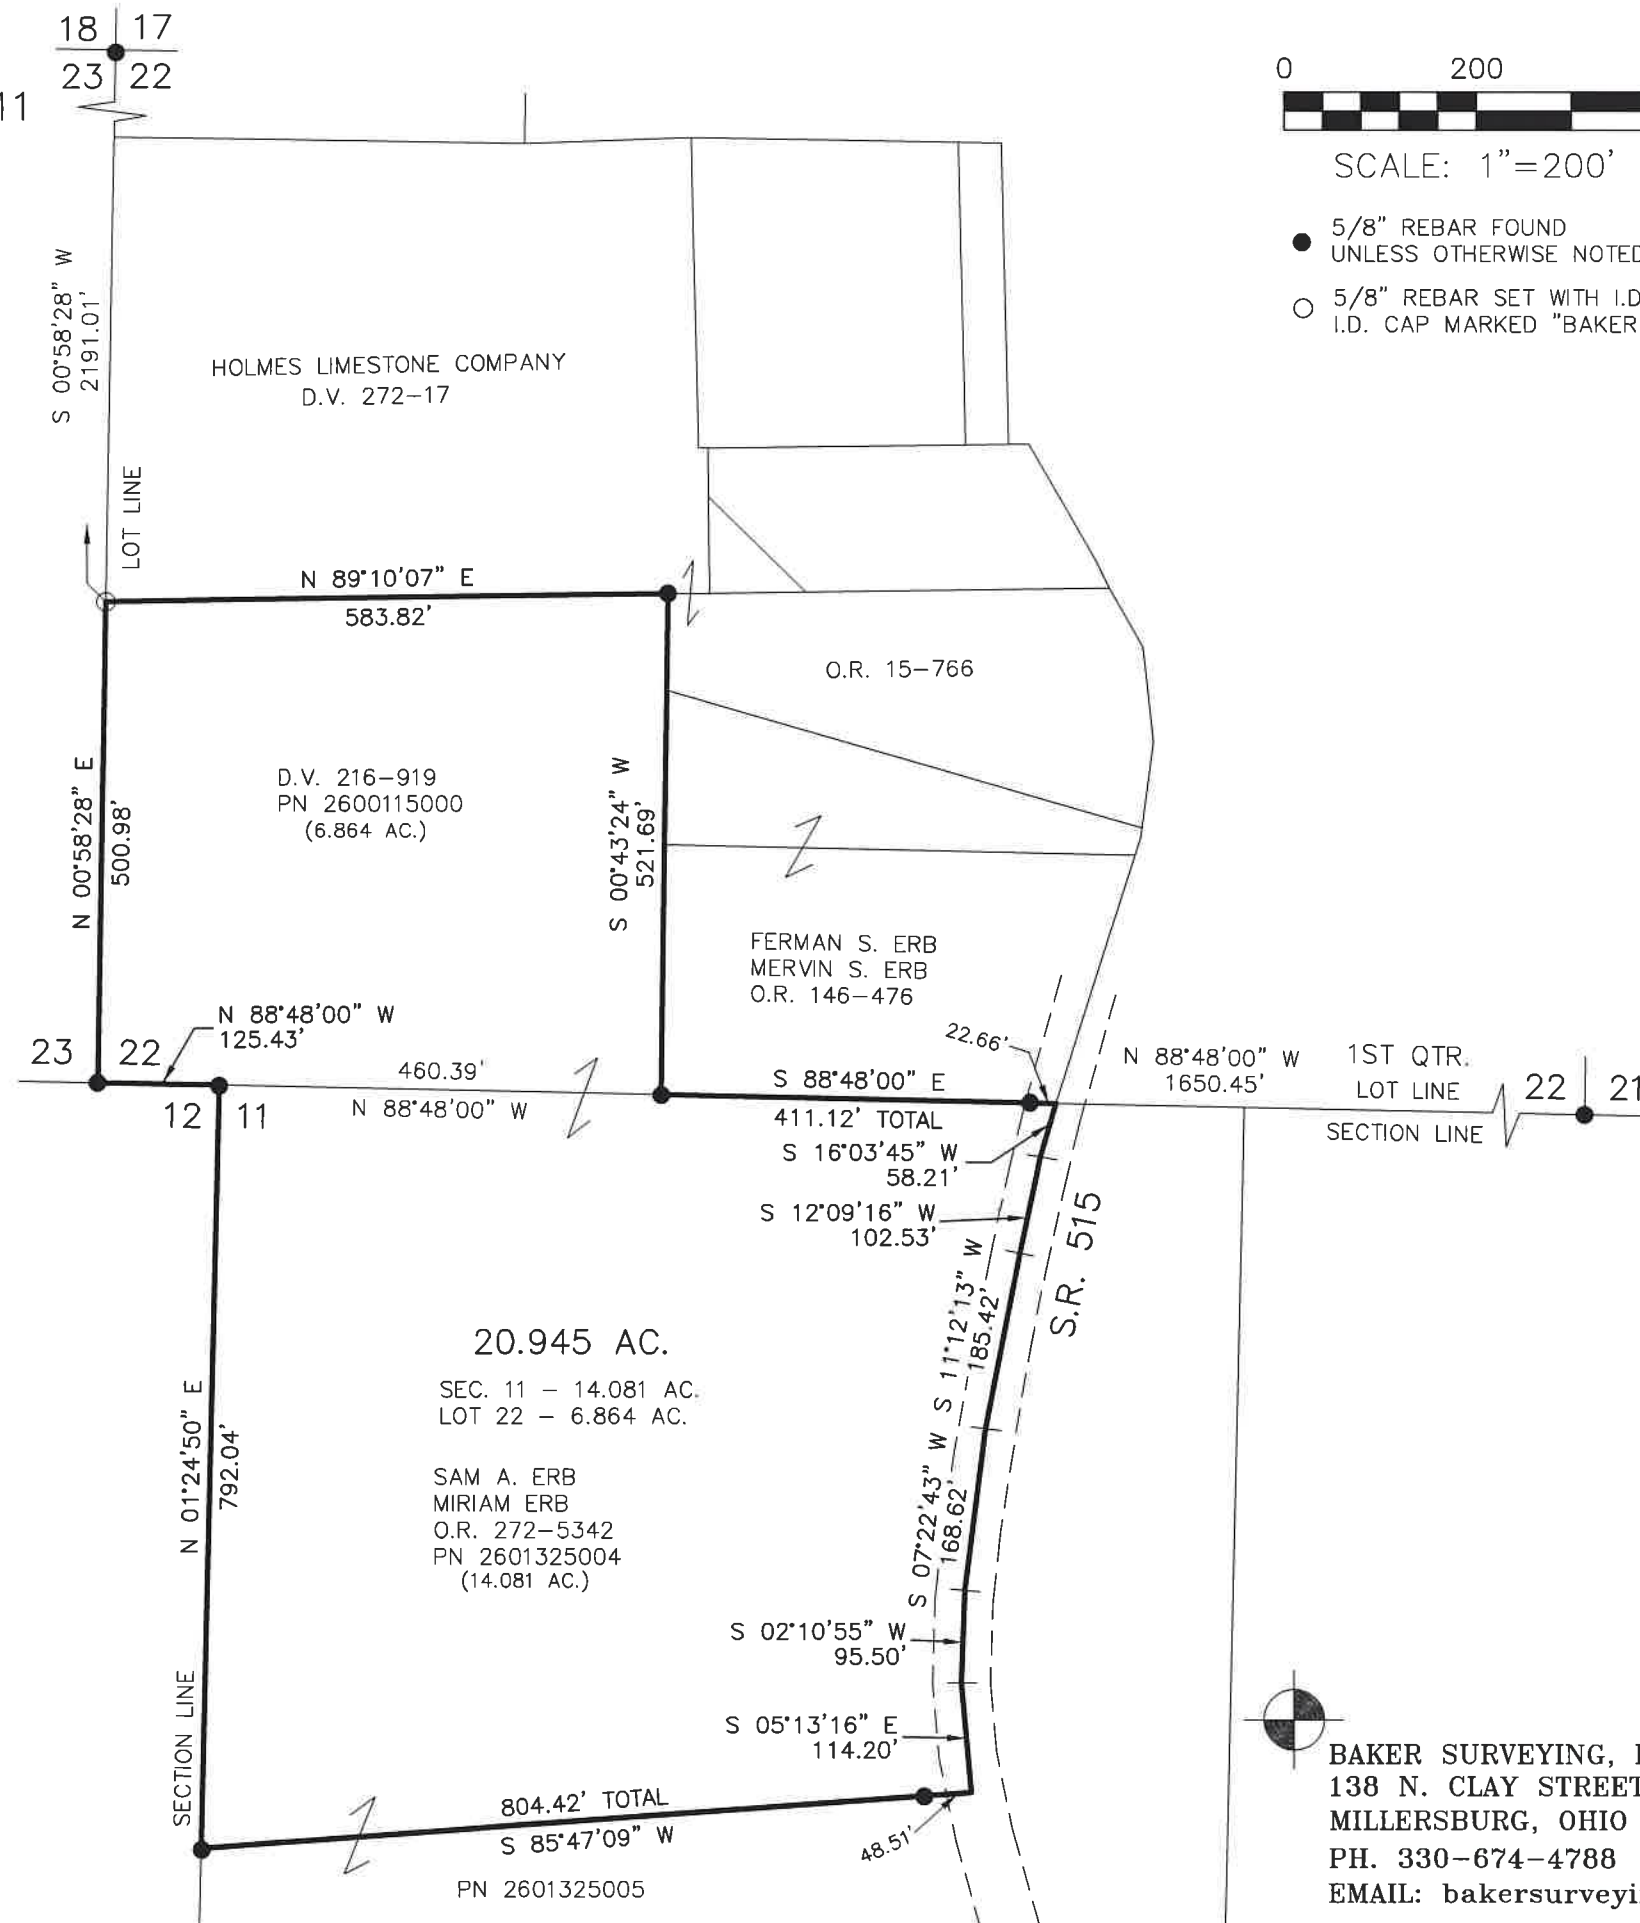 18 17
23 22
11
0 200
SCALE: 1"=200'
5/8" REBAR FOUND
UNLESS OTHERWISE NOTED
5/8" REBAR SET WITH I.D
I.D. CAP MARKED "BAKER
S 00°58'28" W
2191.01'
LOT LINE
HOLMES LIMESTONE COMPANY
D.V. 272-17
N 89°10'07" E
583.82'
O.R. 15-766
N 00°58'28" E
500.98'
D.V. 216-919
PN 2600115000
(6.864 AC.)
S 00°43'24" W
521.69'
FERMAN S. ERB
MERVIN S. ERB
O.R. 146-476
N 88°48'00" W
125.43'
23 22
12 11
460.39'
N 88°48'00" W
22.66'
S 88°48'00" E
411.12' TOTAL
N 88°48'00" W
1650.45'
1ST QTR.
LOT LINE
SECTION LINE
22 21
S 16°03'45" W
58.21'
S 12°09'16" W
102.53'
S 11°12'13" W
185.42'
S.R. 515
20.945 AC.
SEC. 11 - 14.081 AC.
LOT 22 - 6.864 AC.
SAM A. ERB
MIRIAM ERB
O.R. 272-5342
PN 2601325004
(14.081 AC.)
N 01°24'50" E
792.04'
SECTION LINE
S 07°22'43" W
168.62'
S 02°10'55" W
95.50'
S 05°13'16" E
114.20'
804.42' TOTAL
S 85°47'09" W
48.51'
PN 2601325005
BAKER SURVEYING,
138 N. CLAY STREET
MILLERSBURG, OHIO
PH. 330-674-4788
EMAIL: bakersurveyi